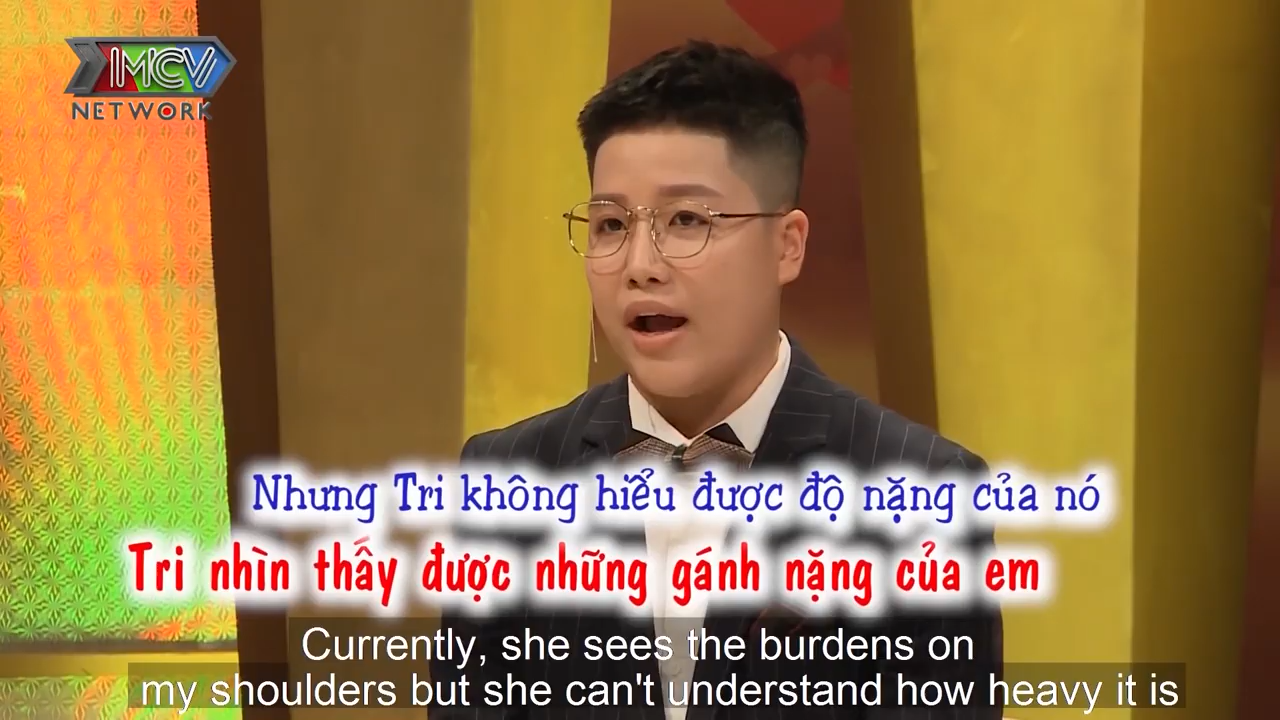 MCV
NETWORK
Nhưng Tri không hiểu được độ nặng của nó
Tri nhìn thấy được những gánh nặng của em
Currently, she sees the burdens on
my shoulders but she can't understand how heavy it is